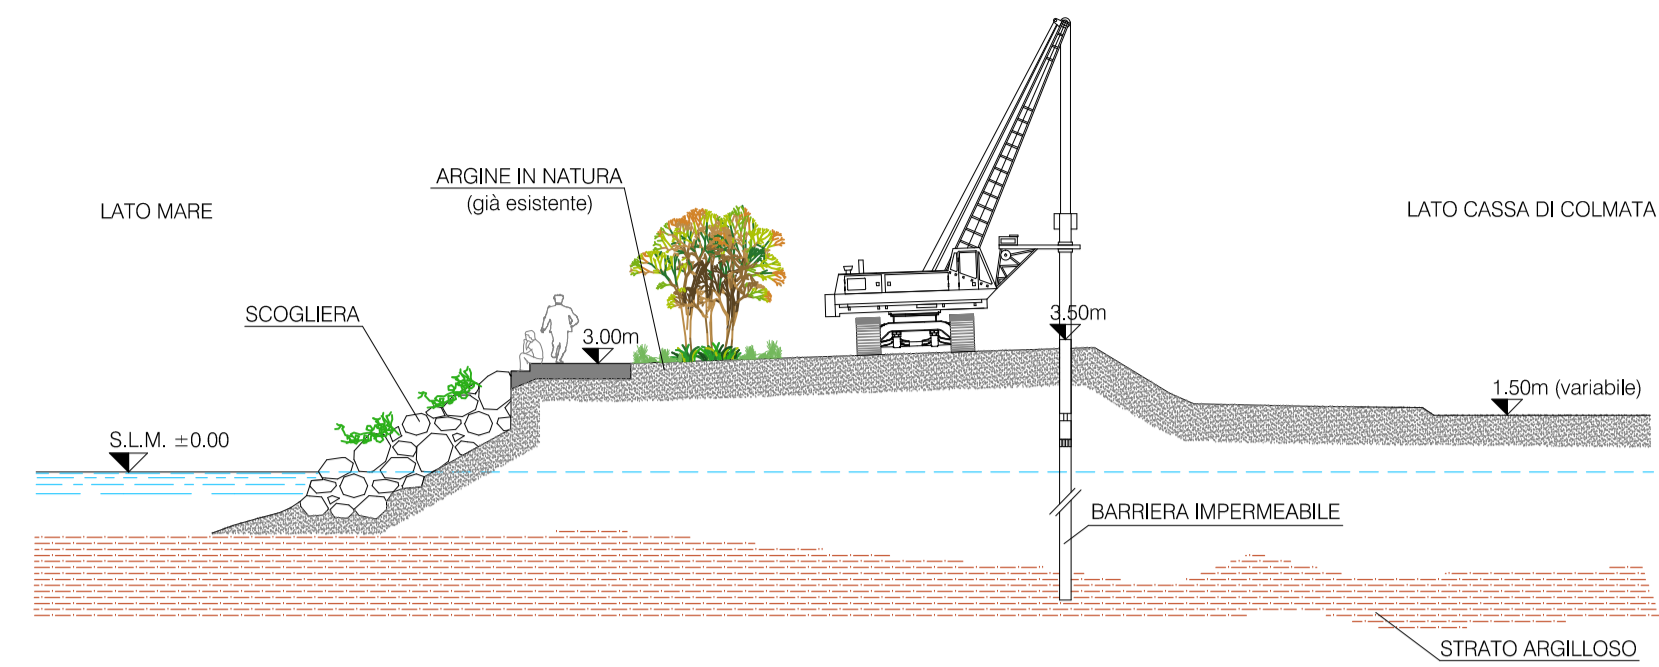 ARGINE IN NATURA
(già esistente)
LATO MARE
LATO CASSA DI COLMATA
SCOGLIERA
3.00m
3.50m
1.50m (variabile)
S.L.M. ±0.00
BARRIERA IMPERMEABILE
STRATO ARGILLOSO